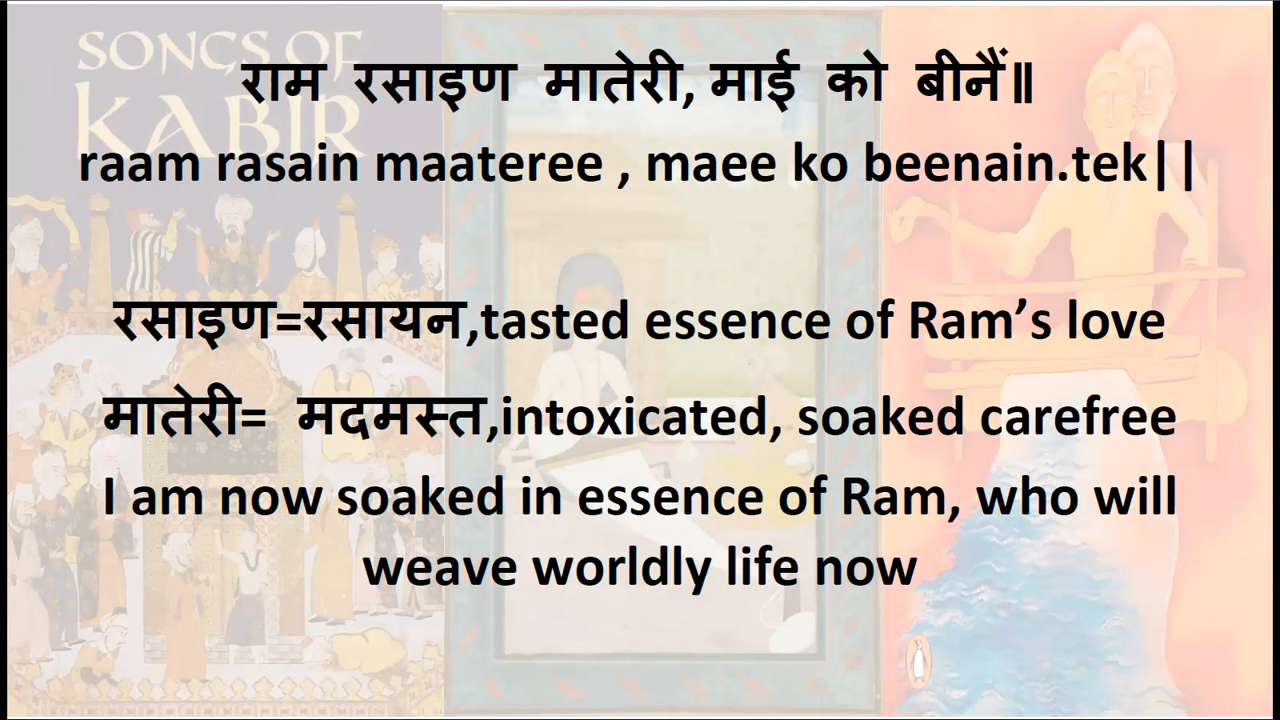 SONGS OF
KABIR
राम रसाइण मातेरी, माई को बीनैं॥
raam rasain maateree , maee ko beenain.tek||
रसाइण=रसायन,tasted essence of Ram’s love
मातेरी= मदमस्त,intoxicated, soaked carefree
I am now soaked in essence of Ram, who will
weave worldly life now